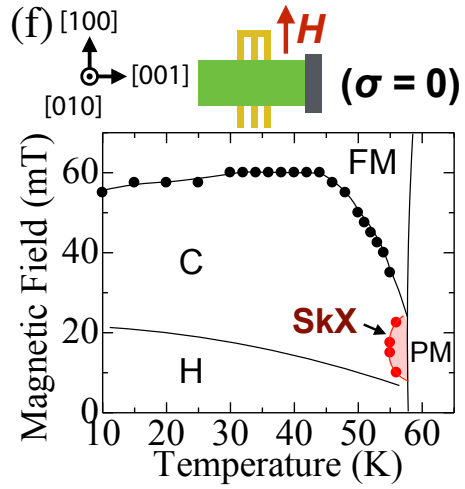 (f)
[100]
[001]
[010]
H
(σ = 0)
Magnetic Field (mT)
60
40
20
0
FM
C
SkX
H
PM
10 20 30 40 50 60
Temperature (K)